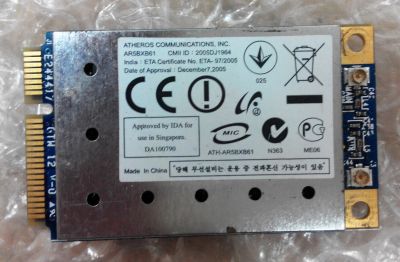 ATHEROS COMMUNICATIONS, INC.
AR5BXB61 CMII ID : 2005DJ1964
India : ETA Certificate No. ETA- 97/2005
Date of Approval : December7,2005
025
CE
Approved by IDA for
use in Singapore.
DA100790
MIC
ATH-AR5BXB61
N363
ME06
Made In China
"당해 무선설비는 운용 중 전파혼신 가능성이 있음"